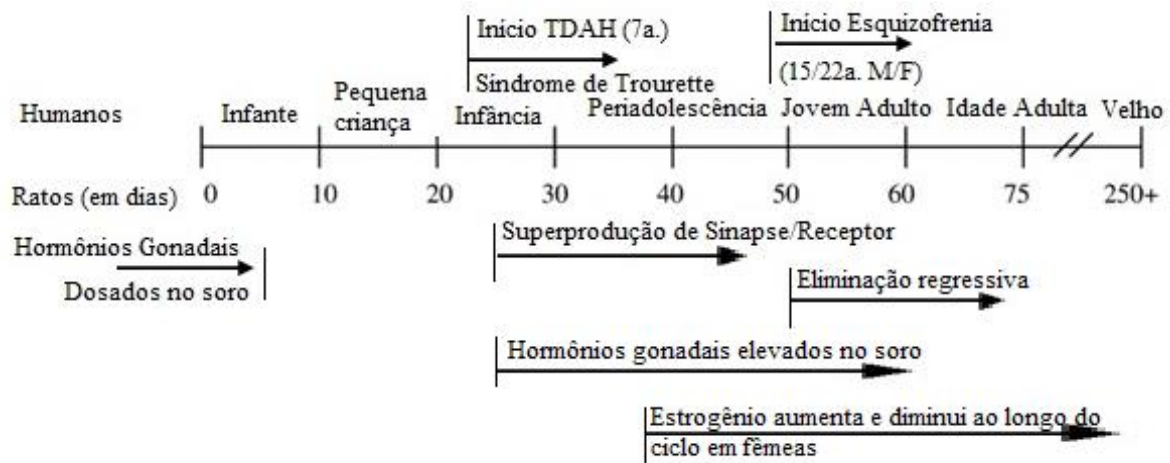 Início TDAH (7a.)
Síndrome de Trourette
Início Esquizofrenia
(15/22a. M/F)
Humanos
Infante
Pequena
criança
Infância
Periadolescência
Jovem Adulto
Idade Adulta
Velho
Ratos (em dias)
0 10 20 30 40 50 60 75 250+
Hormônios Gonadais
Dosados no soro
Superprodução de Sinapse/Receptor
Eliminação regressiva
Hormônios gonadais elevados no soro
Estrogênio aumenta e diminui ao longo do
ciclo em fêmeas